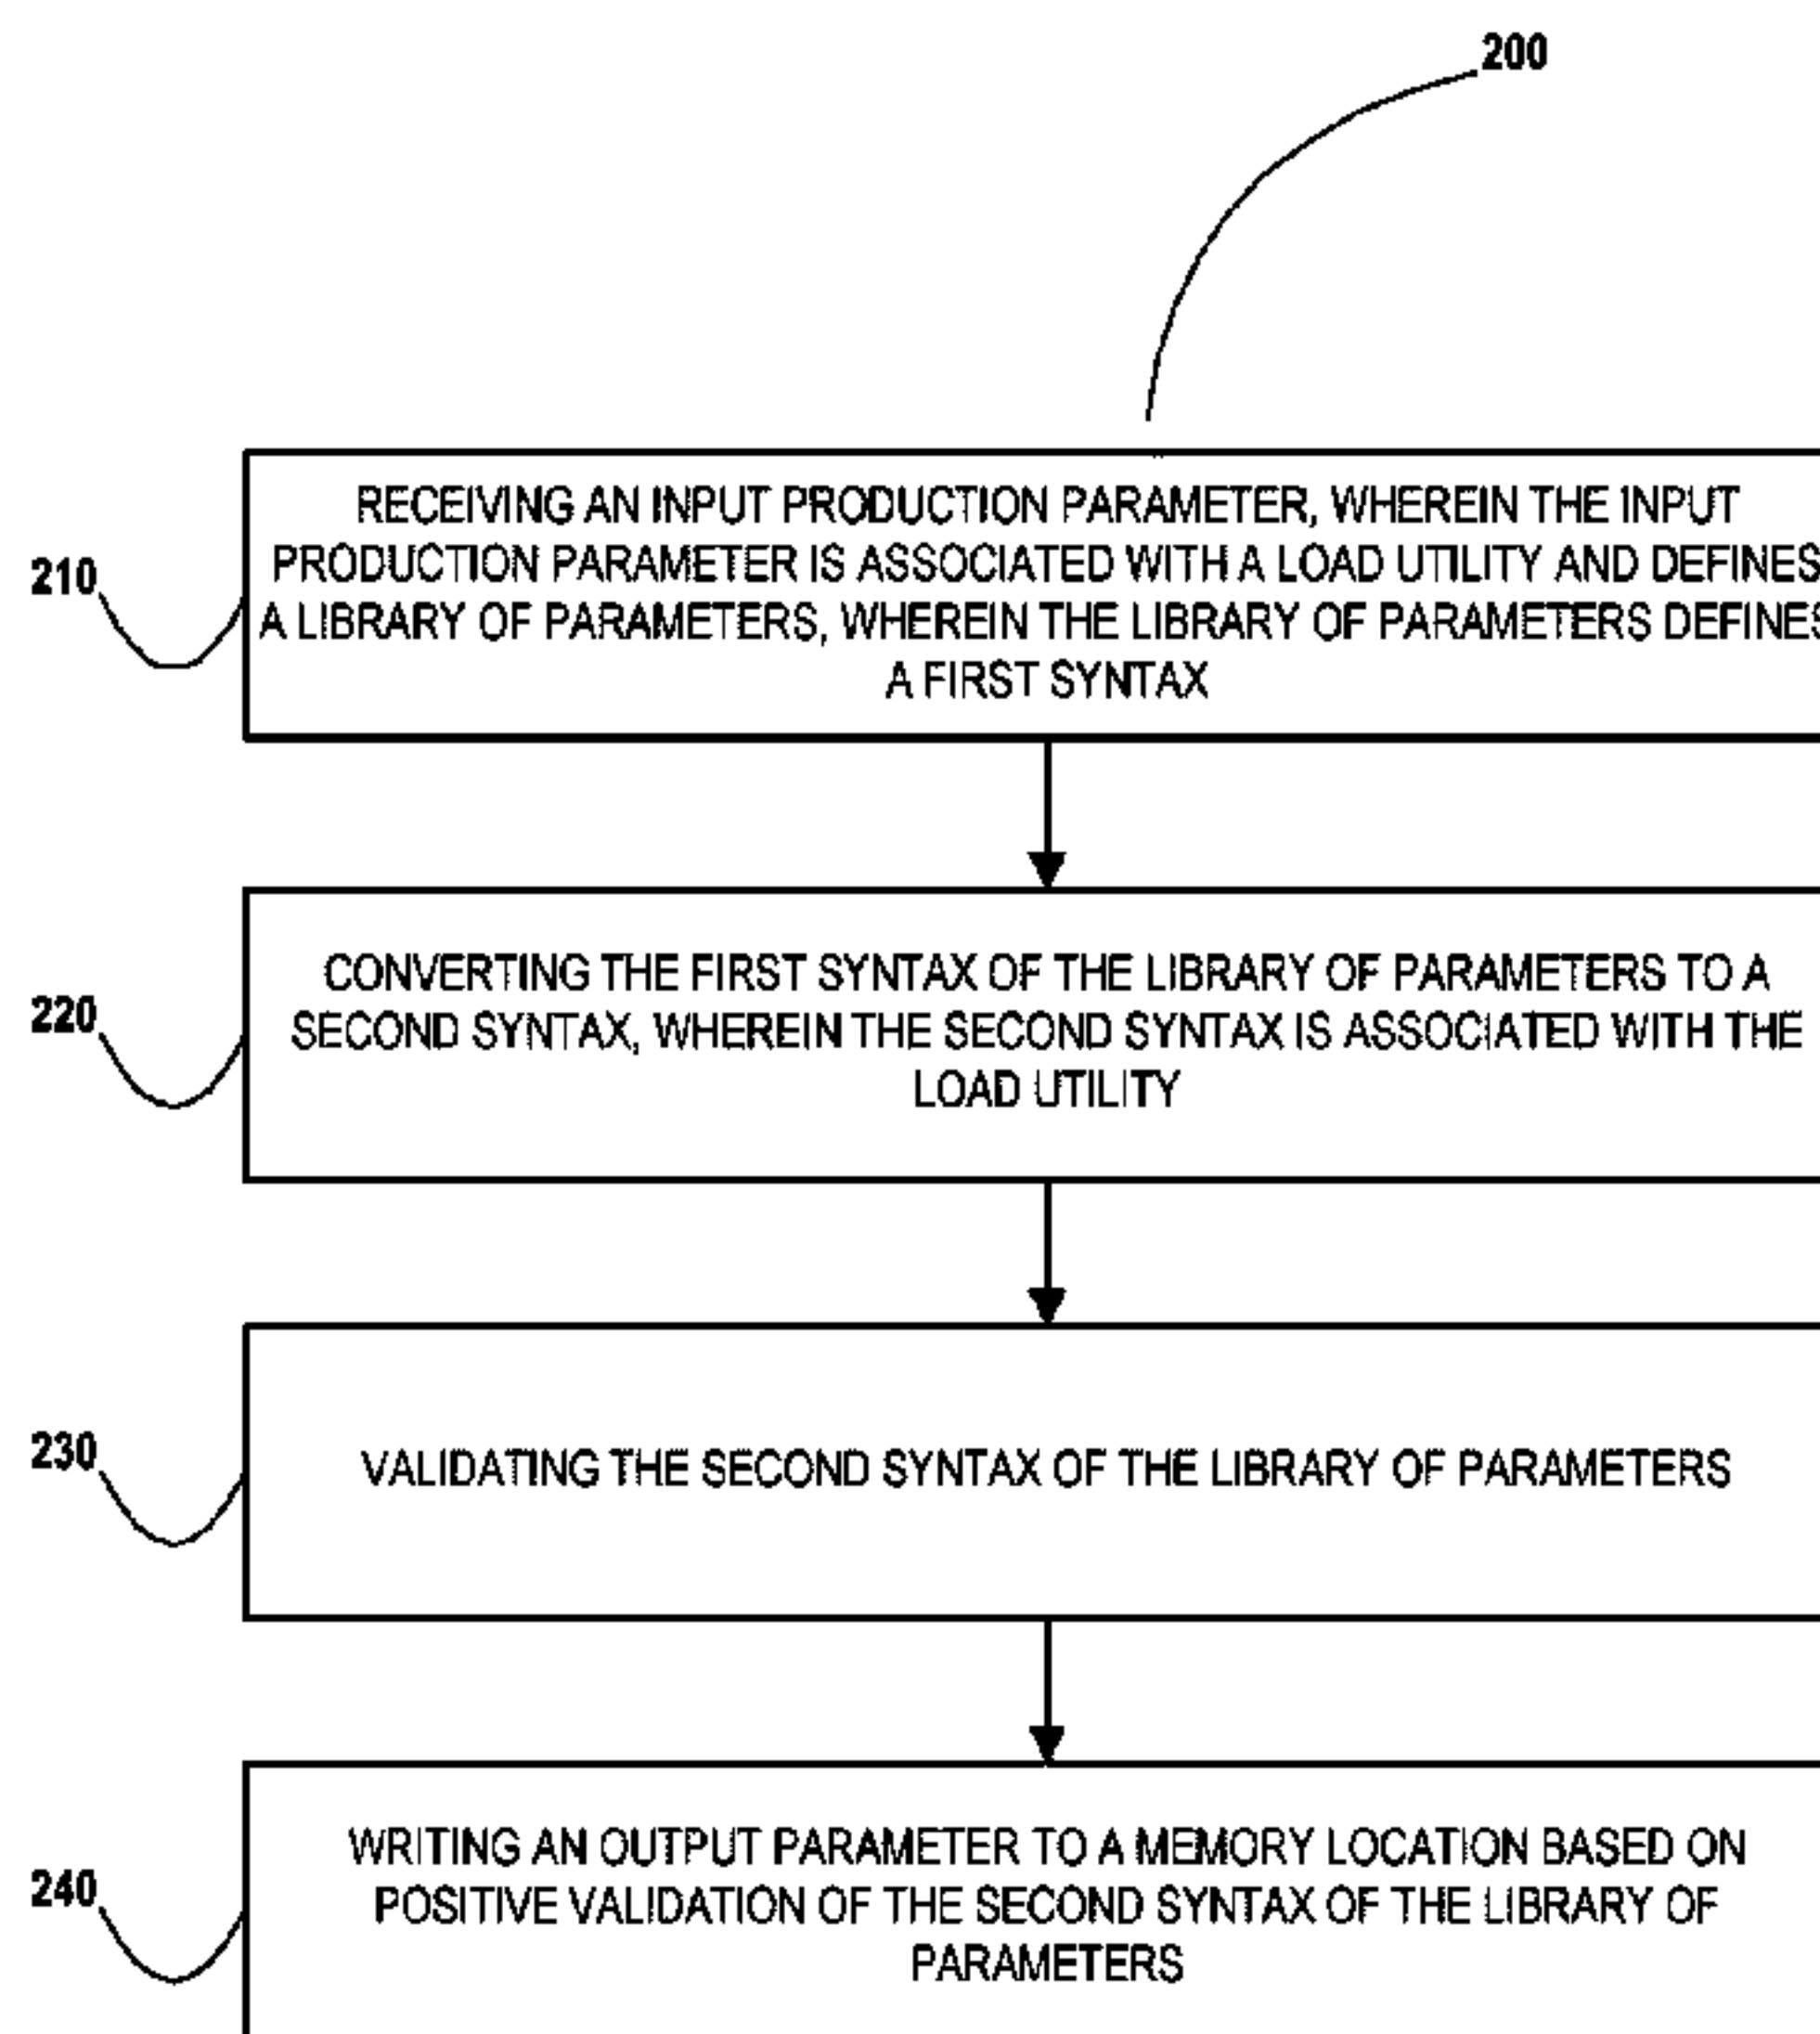 200
RECEIVING AN INPUT PRODUCTION PARAMETER, WHEREIN THE INPUT
PRODUCTION PARAMETER IS ASSOCIATED WITH A LOAD UTILITY AND DEFINES
210
A LIBRARY OF PARAMETERS, WHEREIN THE LIBRARY OF PARAMETERS DEFINES
A FIRST SYNTAX
CONVERTING THE FIRST SYNTAX OF THE LIBRARY OF PARAMETERS TO A
220
SECOND SYNTAX, WHEREIN THE SECOND SYNTAX IS ASSOCIATED WITH THE
LOAD UTILITY
230
VALIDATING THE SECOND SYNTAX OF THE LIBRARY OF PARAMETERS
WRITING AN OUTPUT PARAMETER TO A MEMORY LOCATION BASED ON
240
POSITIVE VALIDATION OF THE SECOND SYNTAX OF THE LIBRARY OF
PARAMETERS